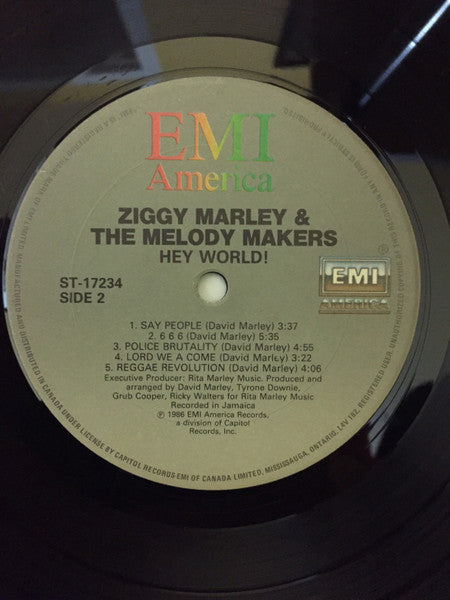 EMI
America
ZIGGY MARLEY &
THE MELODY MAKERS
HEY WORLD!
ST-17234
SIDE 2
EMI
AMERICA
1. SAY PEOPLE (David Marley) 3:37
2. 6 6 6 (David Marley) 5:35
3. POLICE BRUTALITY (David Marley) 4:55
4. LORD WE A COME (David Marley) 3:22
5. REGGAE REVOLUTION (David Marley) 4:06
Executive Producer: Rita Marley Music. Produced and
arranged by David Marley, Tyrone Downie,
Grub Cooper, Ricky Walters for Rita Marley Music
Recorded in Jamaica
℗ 1986 EMI America Records,
a division of Capitol
Records, Inc.
MANUFACTURED AND DISTRIBUTED IN CANADA UNDER LICENSE BY CAPITOL RECORDS-EMI OF CANADA LIMITED, MISSISSAUGA, ONTARIO, L4V 1S2. UNAUTHORIZED COPYING